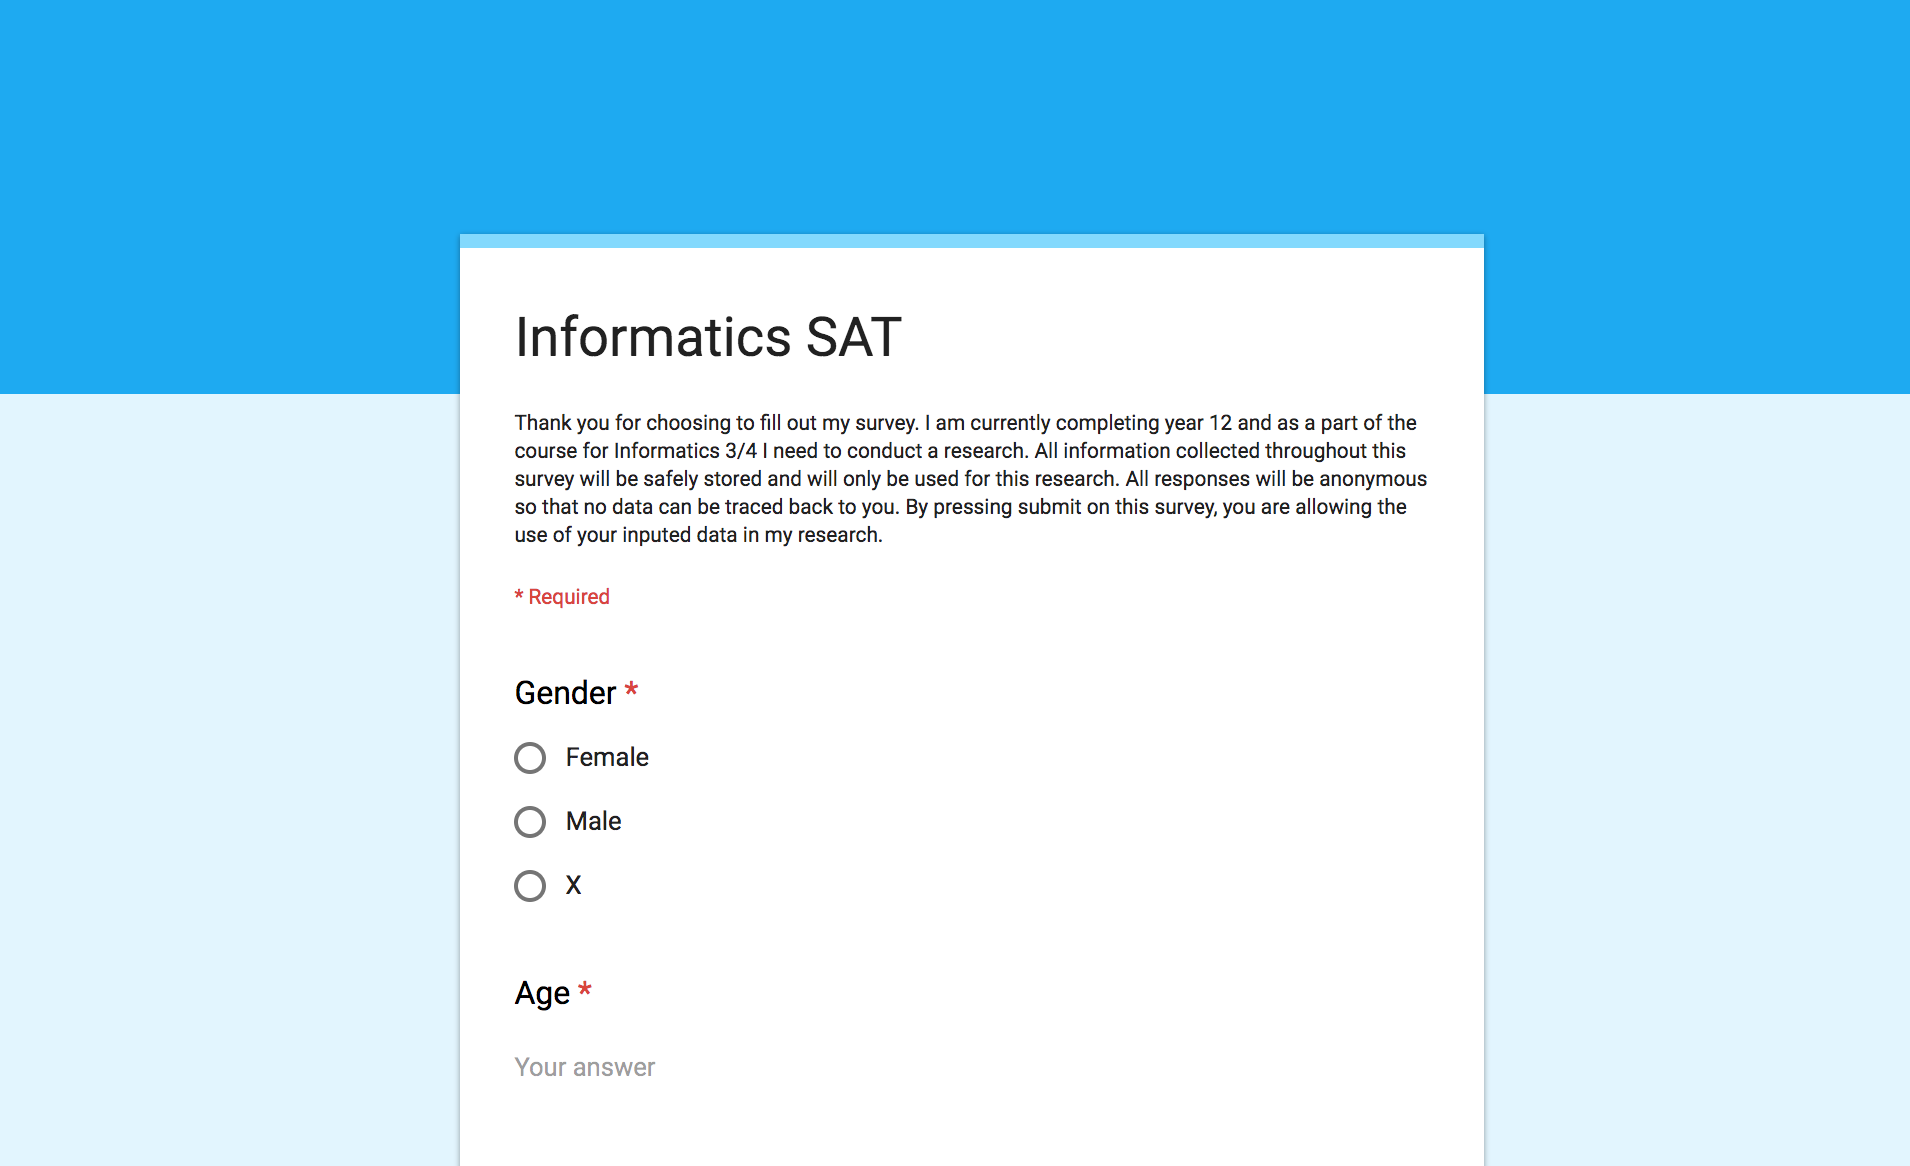 Informatics SAT
Thank you for choosing to fill out my survey. I am currently completing year 12 and as a part of the
course for Informatics 3/4 I need to conduct a research. All information collected throughout this
survey will be safely stored and will only be used for this research. All responses will be anonymous
so that no data can be traced back to you. By pressing submit on this survey, you are allowing the
use of your inputed data in my research.
* Required
Gender *
Female
Male
X
Age *
Your answer